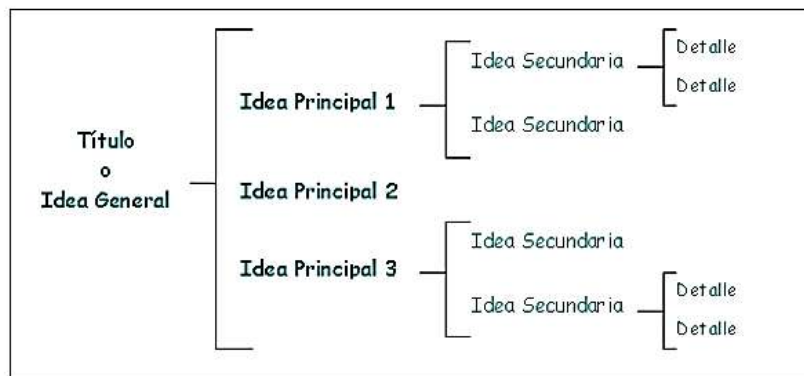 Título
o
Idea General
Idea Principal 1
Idea Secundaria
Detalle
Detalle
Idea Secundaria
Idea Principal 2
Idea Principal 3
Idea Secundaria
Idea Secundaria
Detalle
Detalle